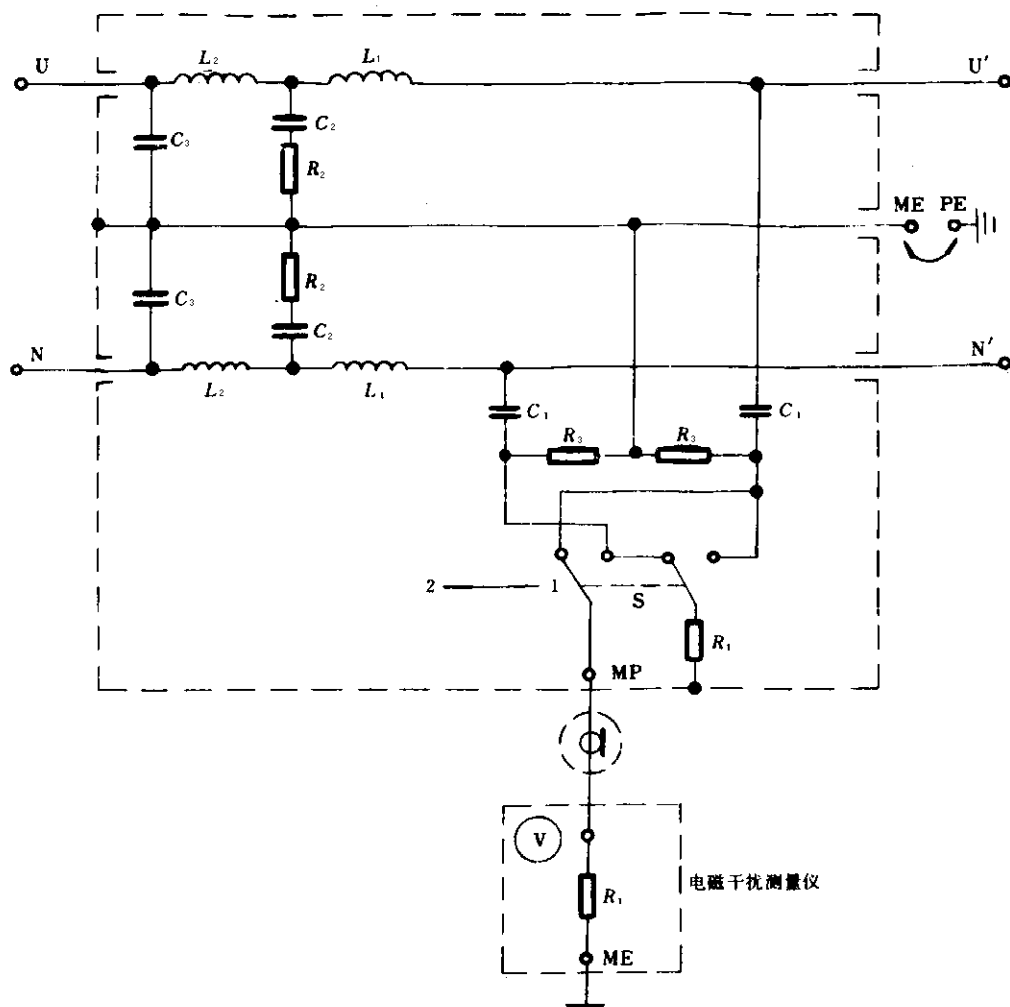 L₂ L₁
U U′
C₂
C₃
R₂
ME PE
R₂
C₃
C₂
N N′
L₂ L₁
C₁ C₁
R₃ R₃
2 1 S
R₁
MP
V
R₁ 电磁干扰测量仪
ME